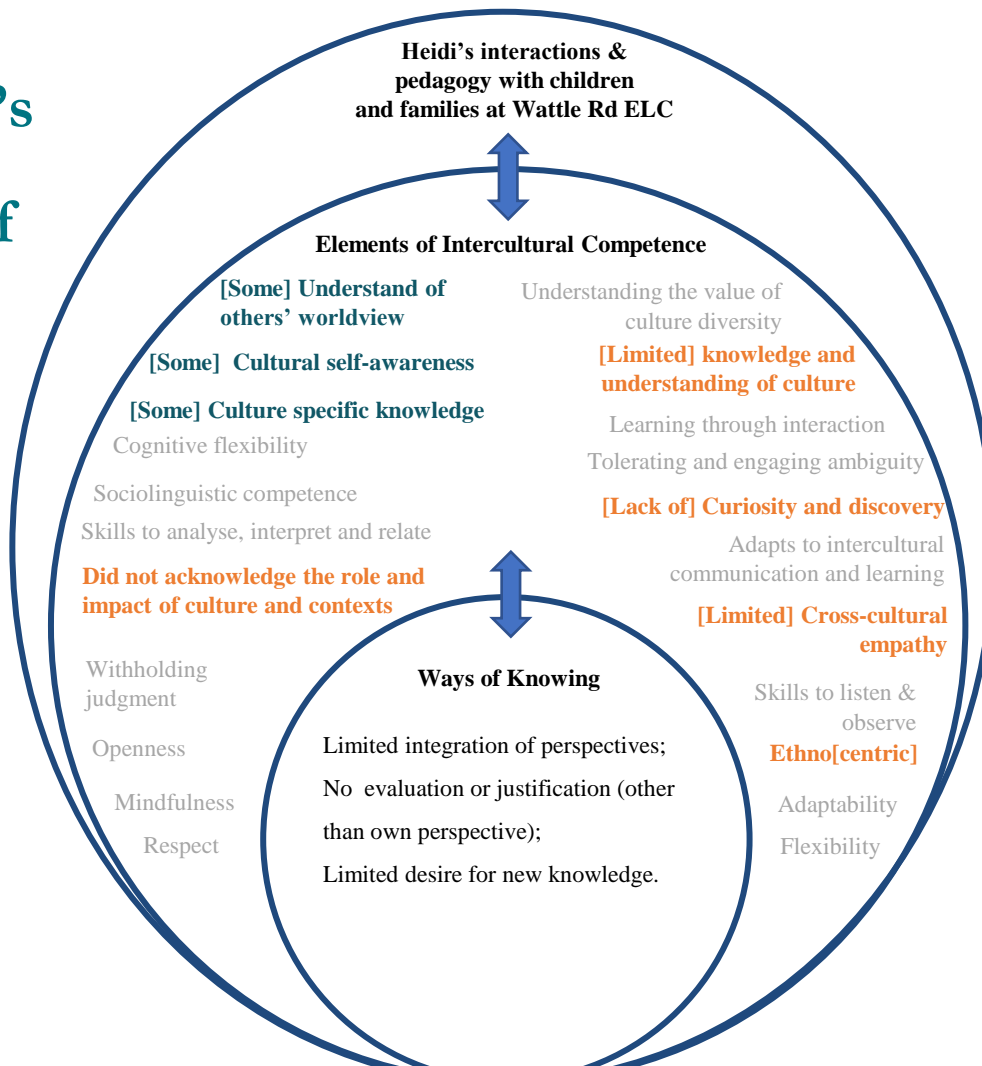 's
f
Heidi's interactions &
pedagogy with children
and families at Wattle Rd ELC
Elements of Intercultural Competence
[Some] Understand of
others' worldview
[Some] Cultural self-awareness
[Some] Culture specific knowledge
Cognitive flexibility
Sociolinguistic competence
Skills to analyse, interpret and relate
Did not acknowledge the role and
impact of culture and contexts
Withholding
judgment
Openness
Mindfulness
Respect
Understanding the value of
culture diversity
[Limited] knowledge and
understanding of culture
Learning through interaction
Tolerating and engaging ambiguity
[Lack of] Curiosity and discovery
Adapts to intercultural
communication and learning
[Limited] Cross-cultural
empathy
Skills to listen &
observe
Ethno[centric]
Adaptability
Flexibility
Ways of Knowing
Limited integration of perspectives;
No evaluation or justification (other
than own perspective);
Limited desire for new knowledge.